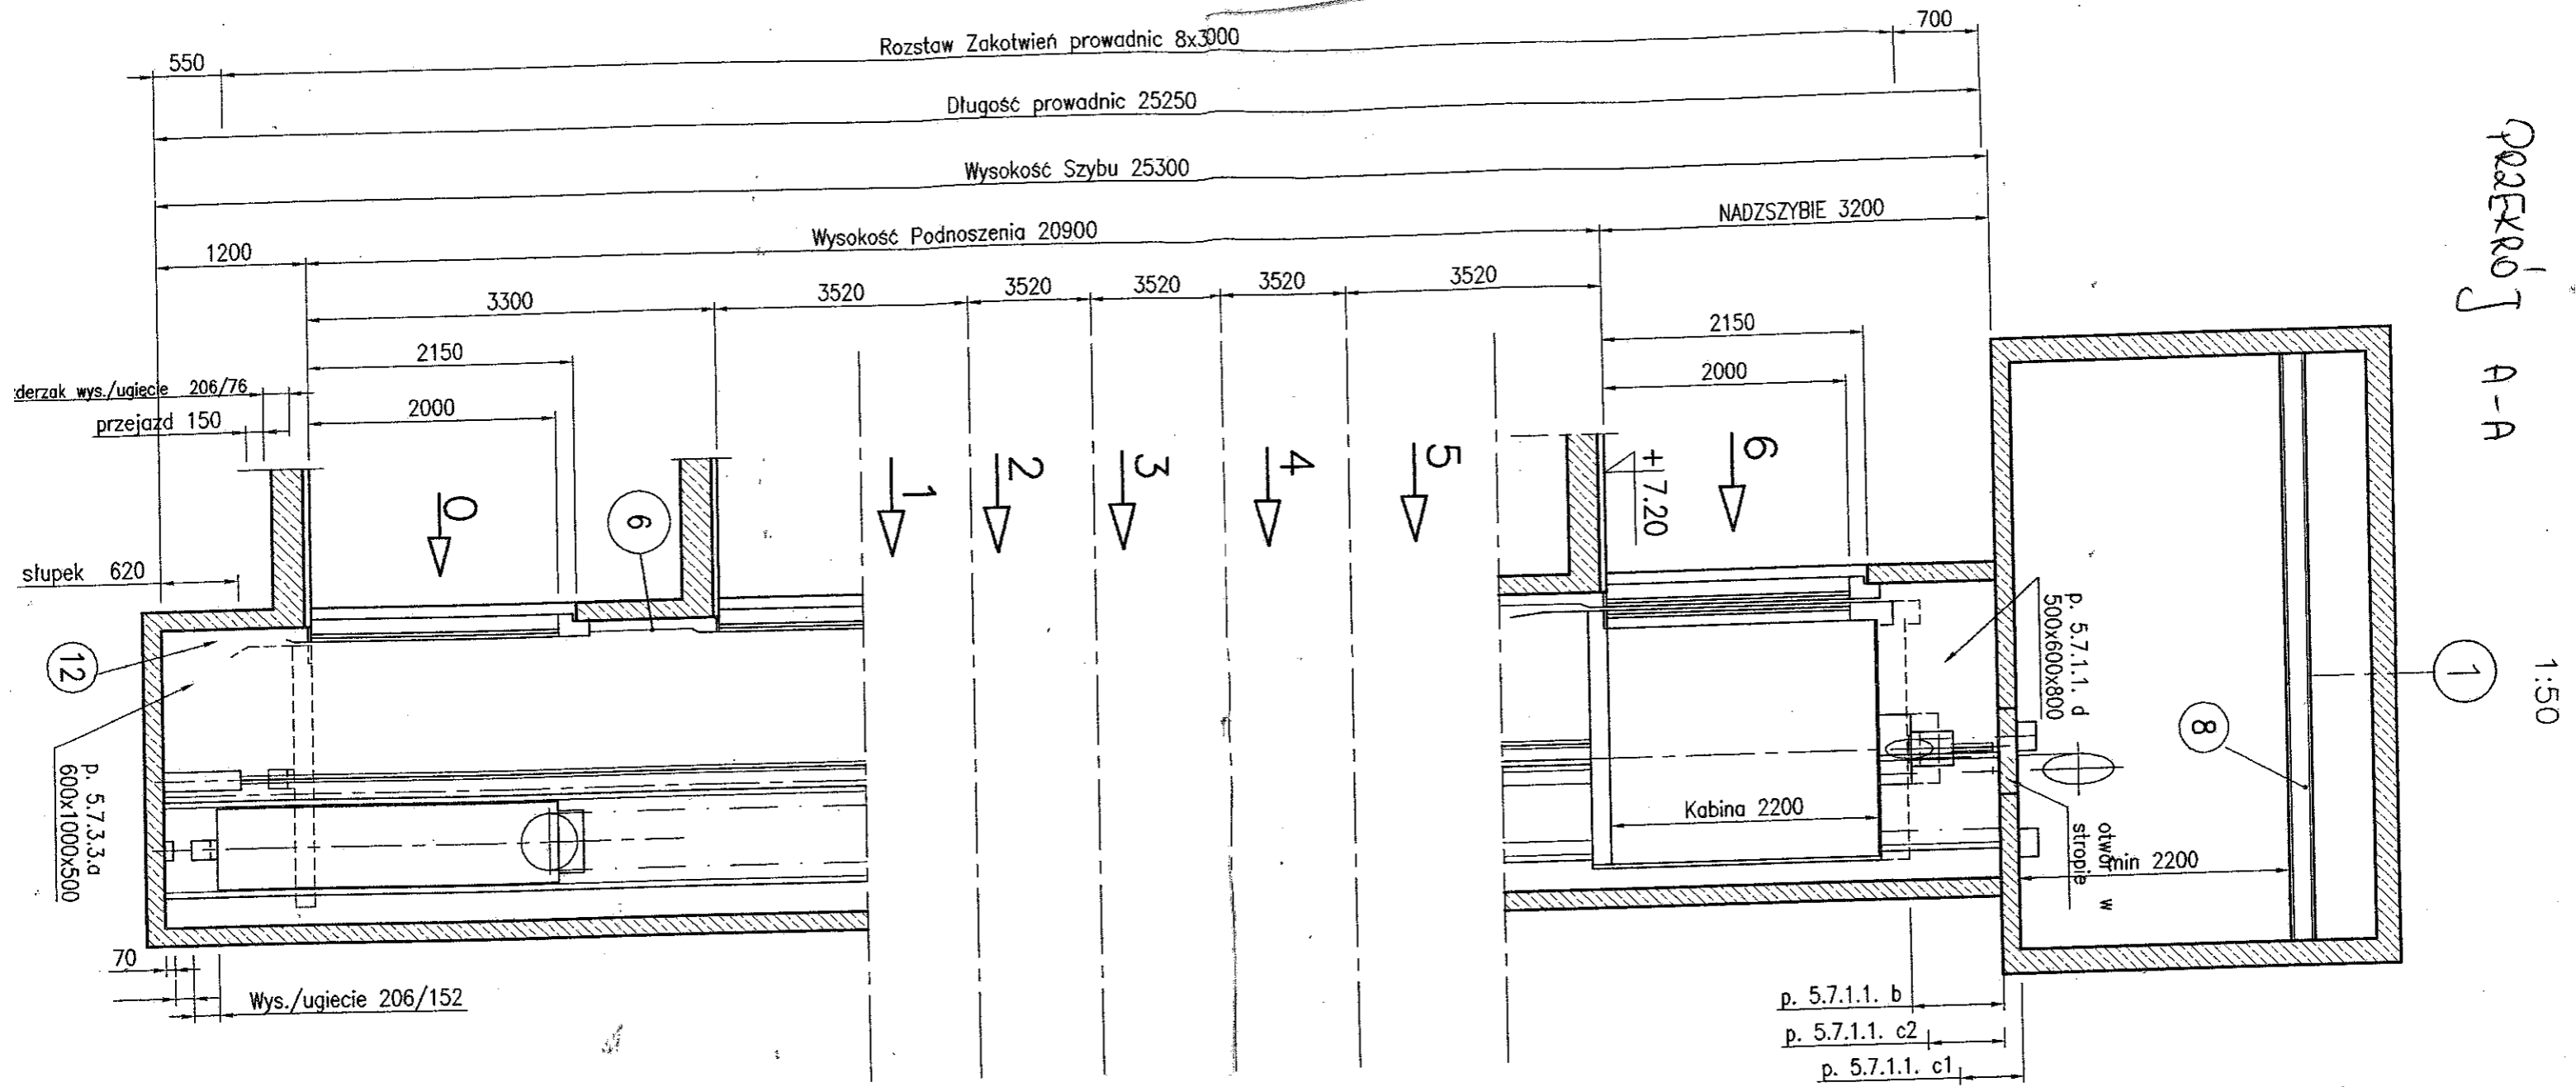 Rozstaw Zakotwień prowadnic 8x3000
700
550
Długość prowadnic 25250
Wysokość Szybu 25300
NADZSZYBIE 3200
Wysokość Podnoszenia 20900
1200
3300
3520
3520
3520
3520
3520
2150
2150
2000
2000
zderzak wys./ugięcie 206/76
przejazd 150
słupek 620
0
1
2
3
4
5
6
+17.20
6
12
p. 5.7.3.3.a
600x1000x500
p. 5.7.1.1. d
500x600x800
Kabina 2200
otwór w
stropie
min 2200
8
1
PRZEKRÓJ A-A
1:50
70
Wys./ugiecie 206/152
p. 5.7.1.1. b
p. 5.7.1.1. c2
p. 5.7.1.1. c1